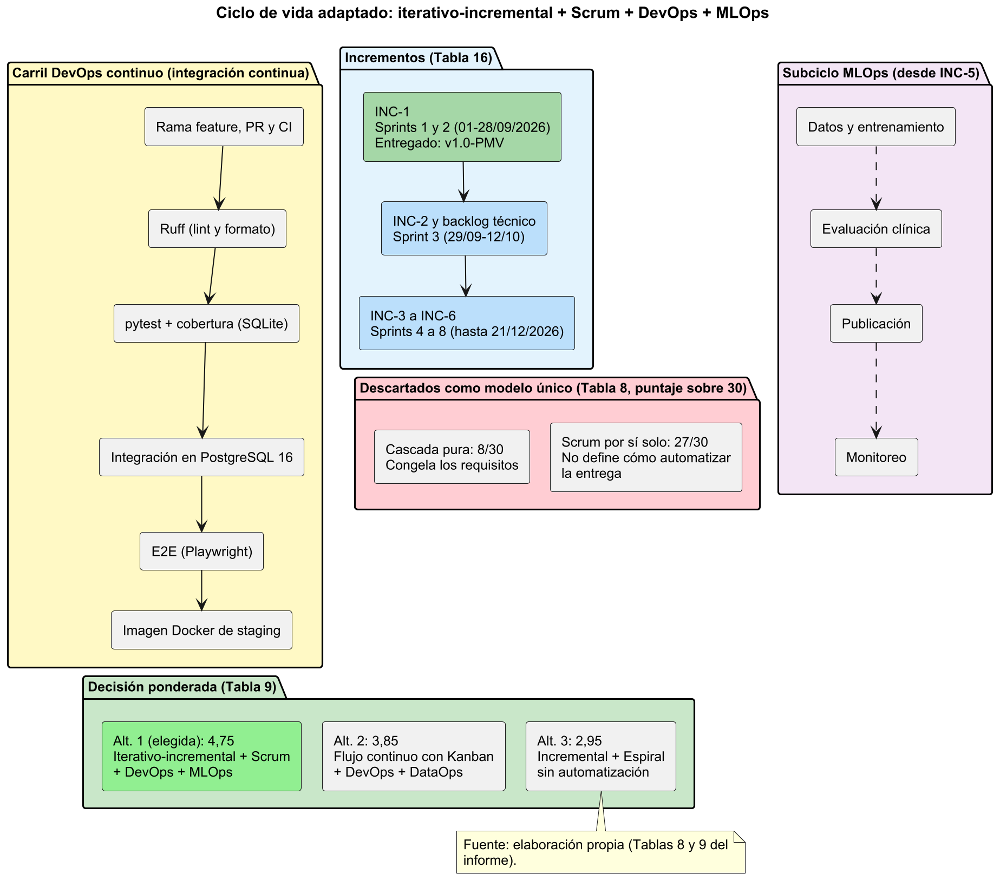 Ciclo de vida adaptado: iterativo-incremental + Scrum + DevOps + MLOps
Carril DevOps continuo (integración continua)
Rama feature, PR y CI
Ruff (lint y formato)
pytest + cobertura (SQLite)
Integración en PostgreSQL 16
E2E (Playwright)
Imagen Docker de staging
Incrementos (Tabla 16)
INC-1
Sprints 1 y 2 (01-28/09/2026)
Entregado: v1.0-PMV
INC-2 y backlog técnico
Sprint 3 (29/09-12/10)
INC-3 a INC-6
Sprints 4 a 8 (hasta 21/12/2026)
Descartados como modelo único (Tabla 8, puntaje sobre 30)
Cascada pura: 8/30
Congela los requisitos
Scrum por sí solo: 27/30
No define cómo automatizar
la entrega
Subciclo MLOps (desde INC-5)
Datos y entrenamiento
Evaluación clínica
Publicación
Monitoreo
Decisión ponderada (Tabla 9)
Alt. 1 (elegida): 4,75
Iterativo-incremental + Scrum
+ DevOps + MLOps
Alt. 2: 3,85
Flujo continuo con Kanban
+ DevOps + DataOps
Alt. 3: 2,95
Incremental + Espiral
sin automatización
Fuente: elaboración propia (Tablas 8 y 9 del
informe).